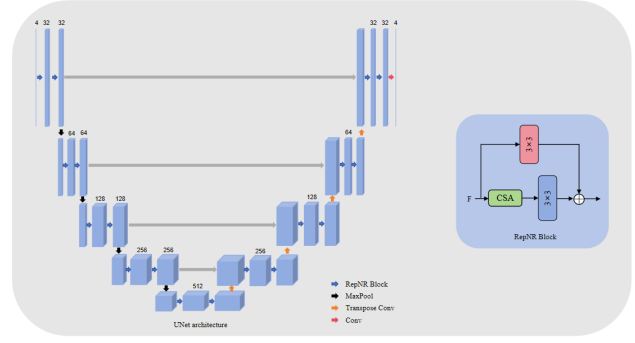 4 32 32
32 32 4
64 64
64
128 128
128
256 256
256
512
UNet architecture
RepNR Block
MaxPool
Transpose Conv
Conv
3×3
F
CSA
3×3
RepNR Block